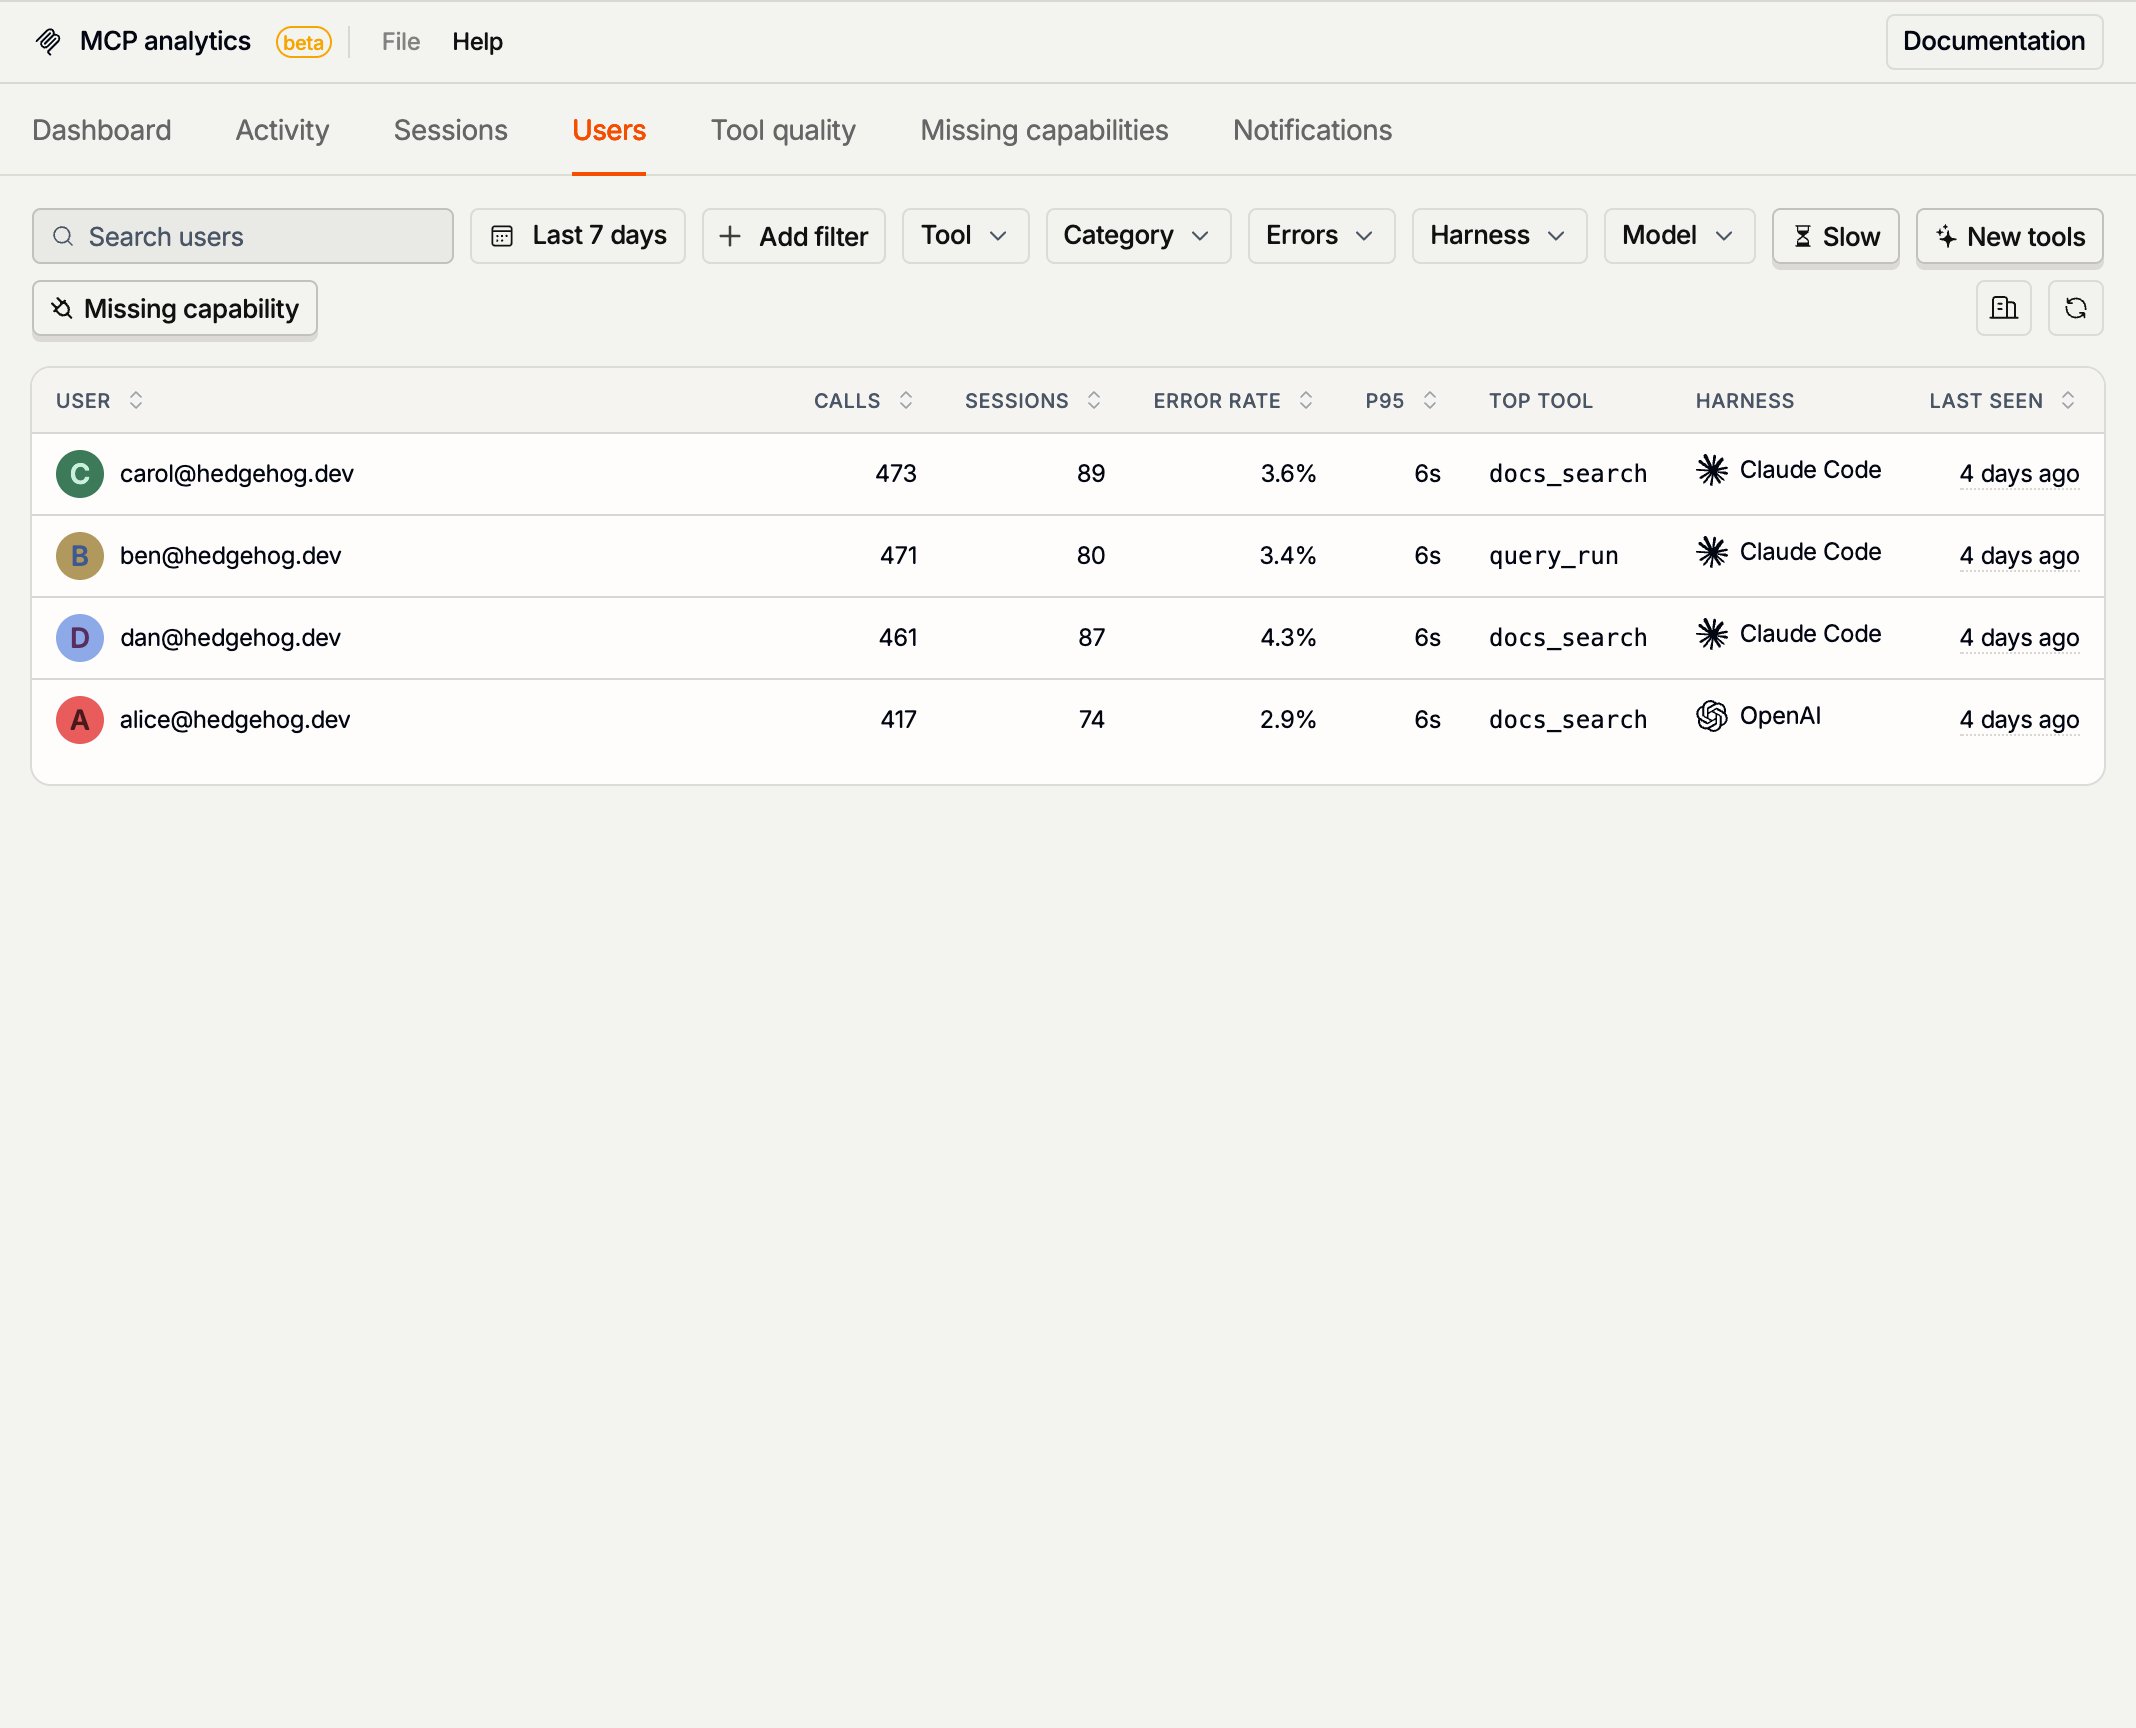 MCP analytics beta File Help Documentation
Dashboard Activity Sessions Users Tool quality Missing capabilities Notifications
Search users Last 7 days Add filter Tool Category Errors Harness Model Slow New tools
Missing capability
USER CALLS SESSIONS ERROR RATE P95 TOP TOOL HARNESS LAST SEEN
C carol@hedgehog.dev 473 89 3.6% 6s docs_search Claude Code 4 days ago
B ben@hedgehog.dev 471 80 3.4% 6s query_run Claude Code 4 days ago
D dan@hedgehog.dev 461 87 4.3% 6s docs_search Claude Code 4 days ago
A alice@hedgehog.dev 417 74 2.9% 6s docs_search OpenAI 4 days ago